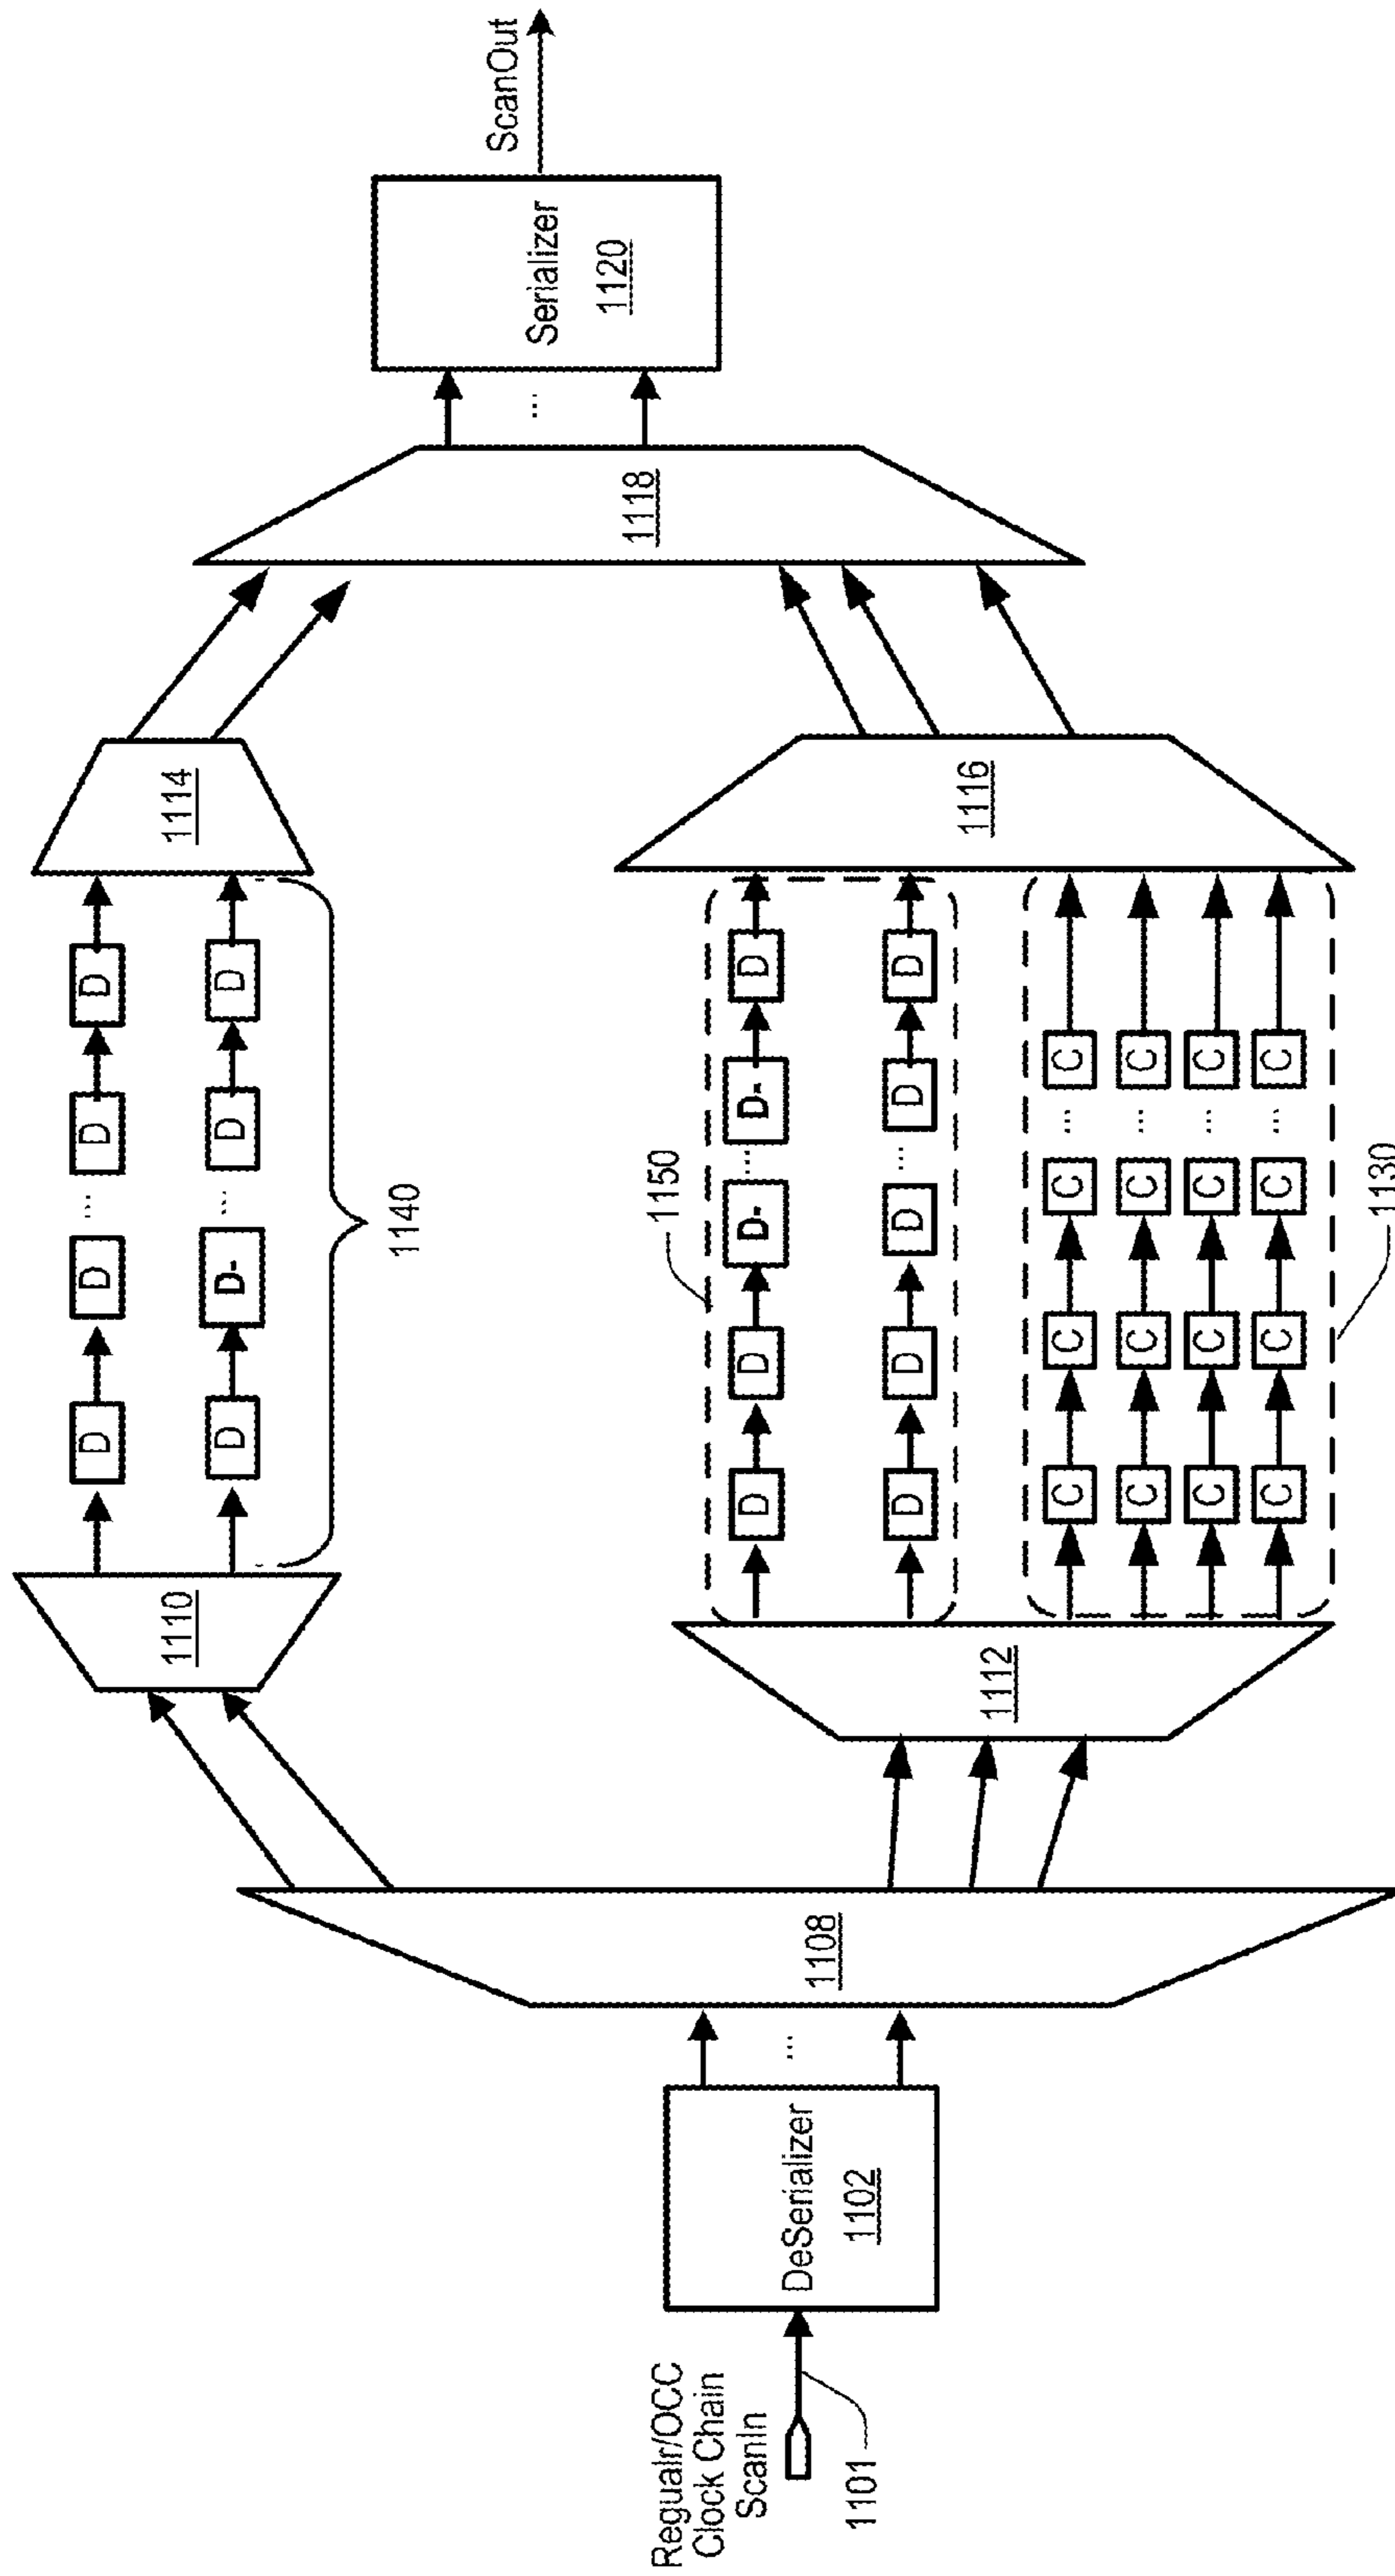 Regualr/OCC
Clock Chain
ScanIn
1101
DeSerializer
1102
...
1108
1110
D D ... D D
D D- ... D D
1140
1114
1112
1150
D D D- ... D- D
D D D ... D D
C C C ... C
C C C ... C
C C C ... C
C C C ... C
1130
1116
1118
...
Serializer
1120
ScanOut